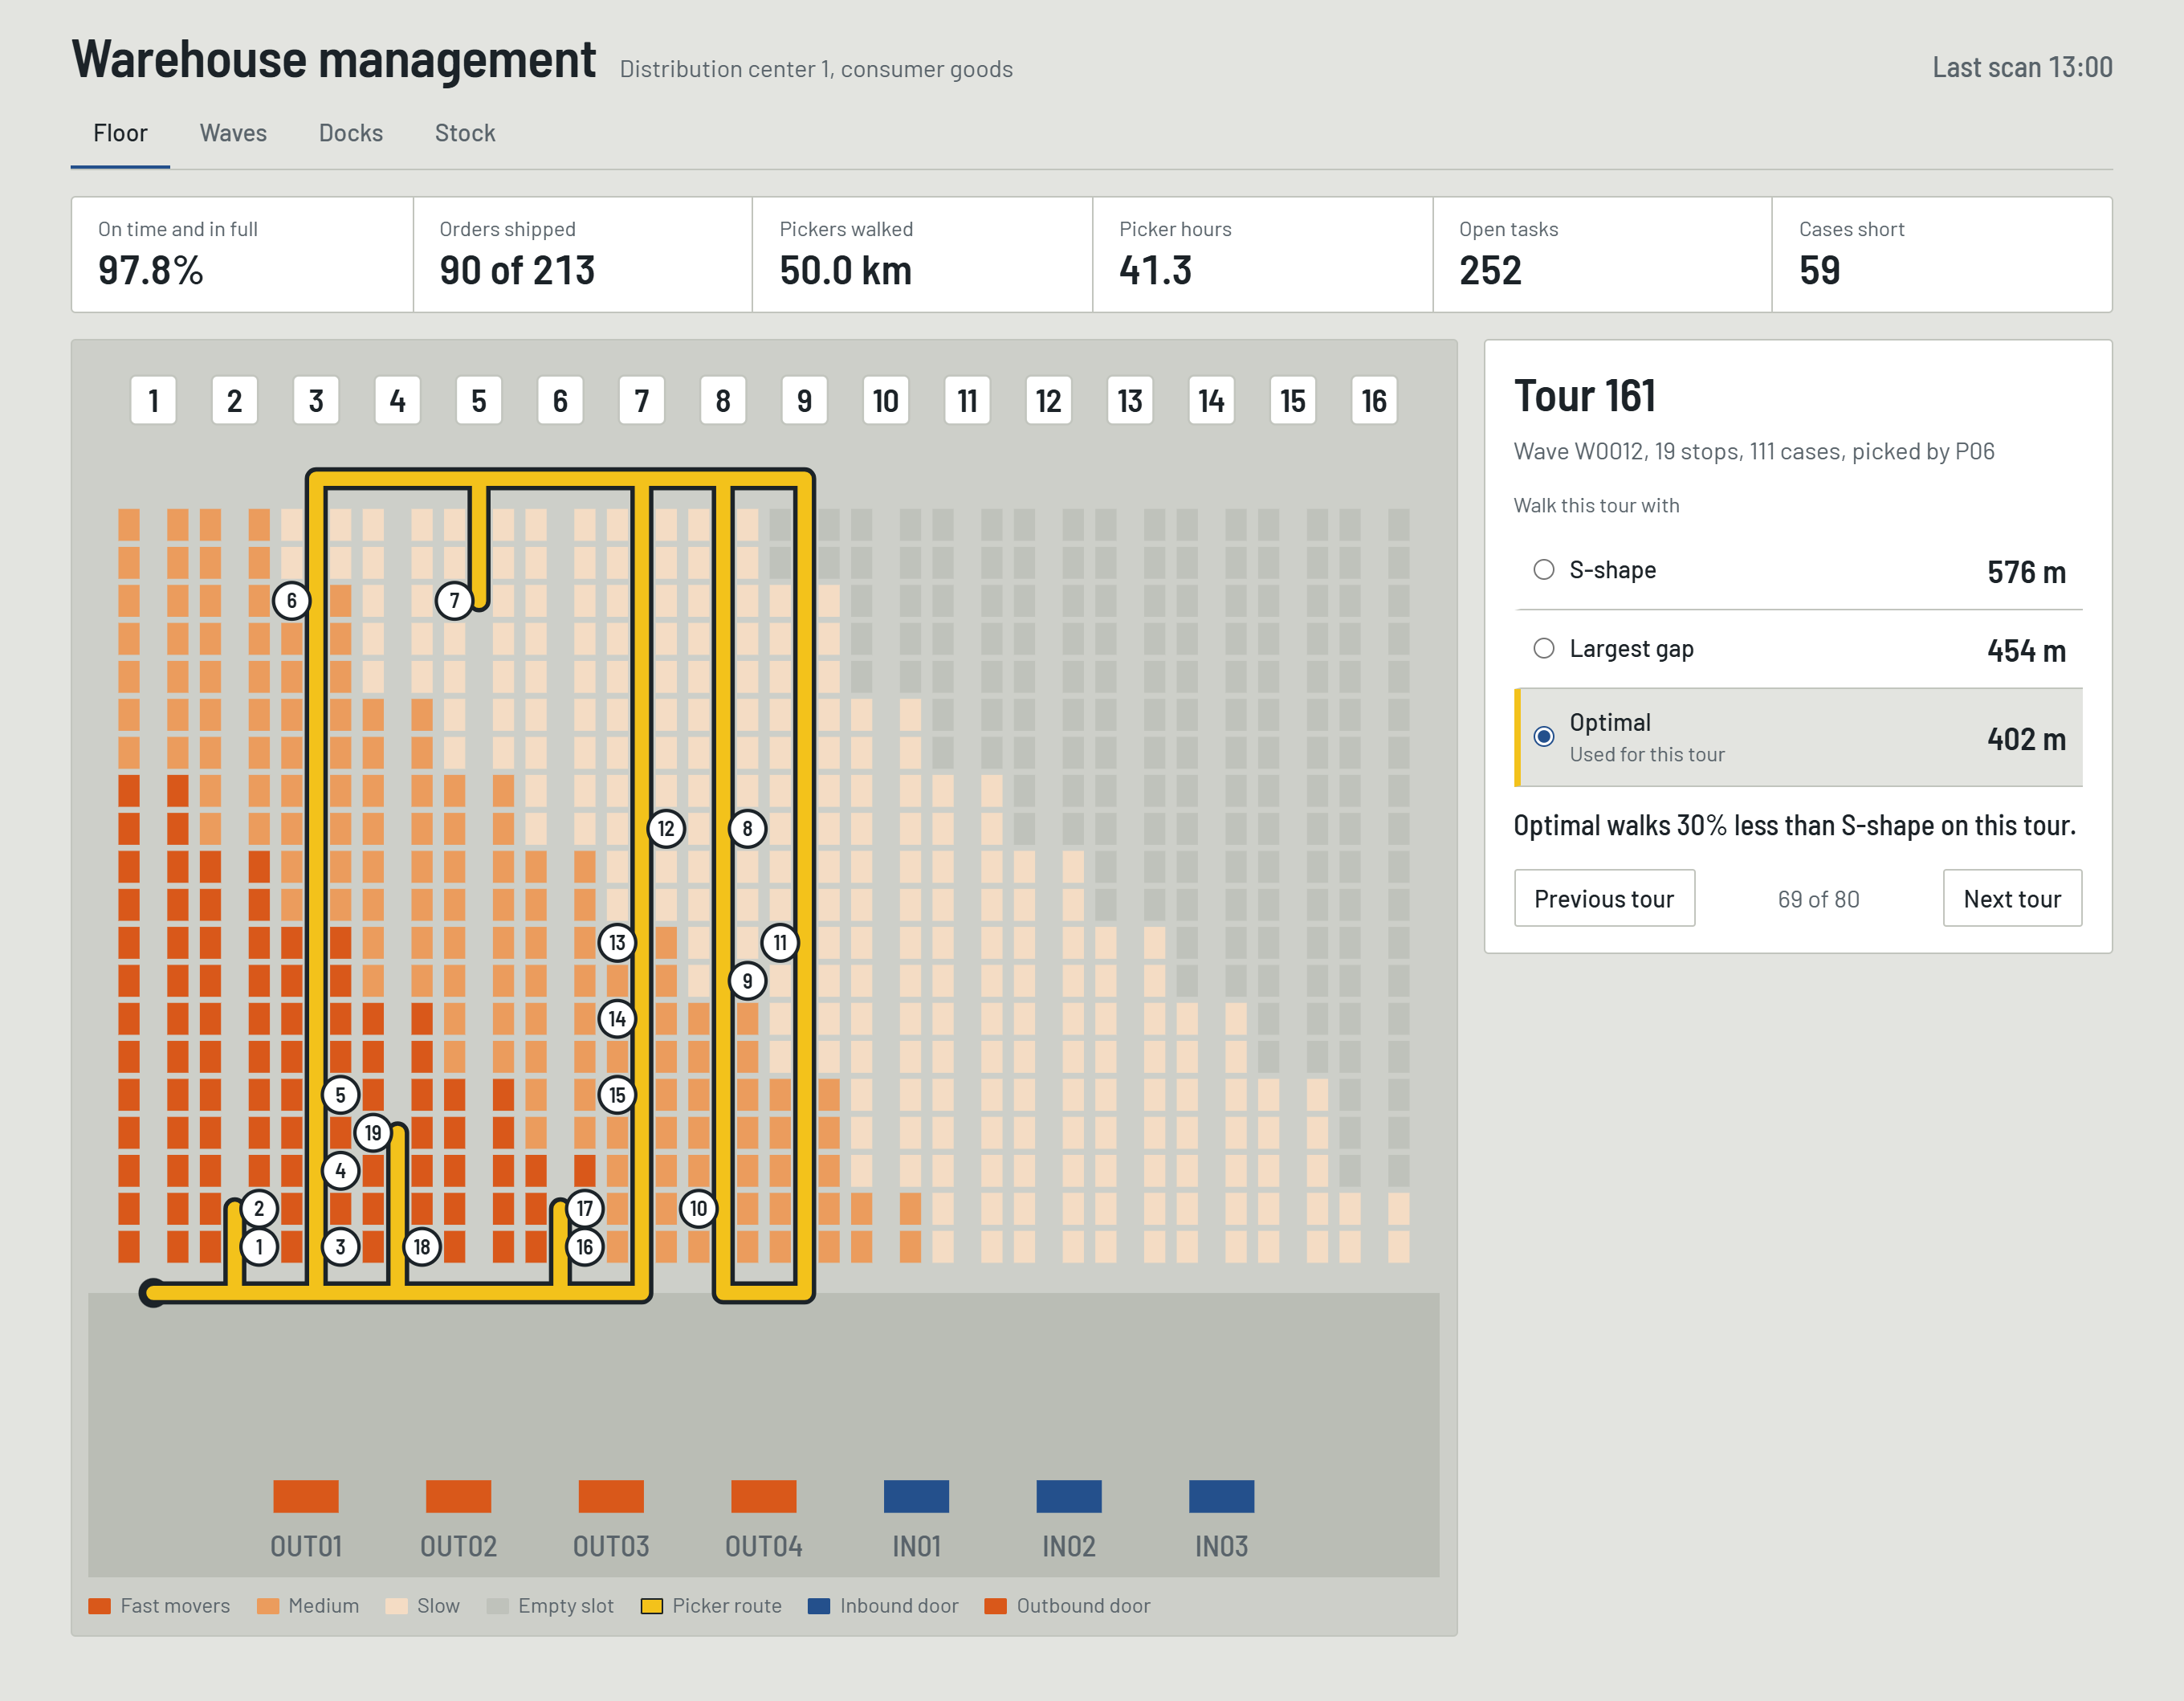 Warehouse management Distribution center 1, consumer goods Last scan 13:00
Floor Waves Docks Stock
On time and in full Orders shipped Pickers walked Picker hours Open tasks Cases short
97.8% 90 of 213 50.0 km 41.3 252 59
1 2 3 4 5 6 7 8 9 10 11 12 13 14 15 16
6 7
12 8
13 11
9
14
5 15
19
4
2 17 10
1 3 18 16
OUT01 OUT02 OUT03 OUT04 IN01 IN02 IN03
Fast movers Medium Slow Empty slot Picker route Inbound door Outbound door
Tour 161
Wave W0012, 19 stops, 111 cases, picked by P06
Walk this tour with
S-shape 576 m
Largest gap 454 m
Optimal 402 m
Used for this tour
Optimal walks 30% less than S-shape on this tour.
Previous tour 69 of 80 Next tour